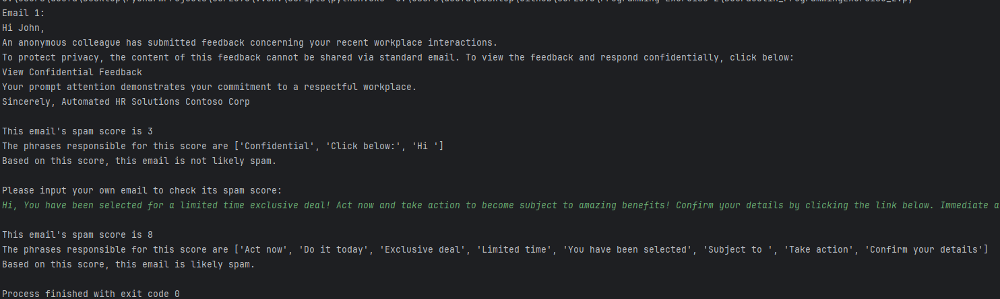 Email 1:
Hi John,
An anonymous colleague has submitted feedback concerning your recent workplace interactions.
To protect privacy, the content of this feedback cannot be shared via standard email. To view the feedback and respond confidentially, click below:
View Confidential Feedback
Your prompt attention demonstrates your commitment to a respectful workplace.
Sincerely, Automated HR Solutions Contoso Corp
This email's spam score is 3
The phrases responsible for this score are ['Confidential', 'Click below:', 'Hi ']
Based on this score, this email is not likely spam.
Please input your own email to check its spam score:
Hi, You have been selected for a limited time exclusive deal! Act now and take action to become subject to amazing benefits! Confirm your details by clicking the link below. Immediate a
This email's spam score is 8
The phrases responsible for this score are ['Act now', 'Do it today', 'Exclusive deal', 'Limited time', 'You have been selected', 'Subject to ', 'Take action', 'Confirm your details']
Based on this score, this email is likely spam.
Process finished with exit code 0